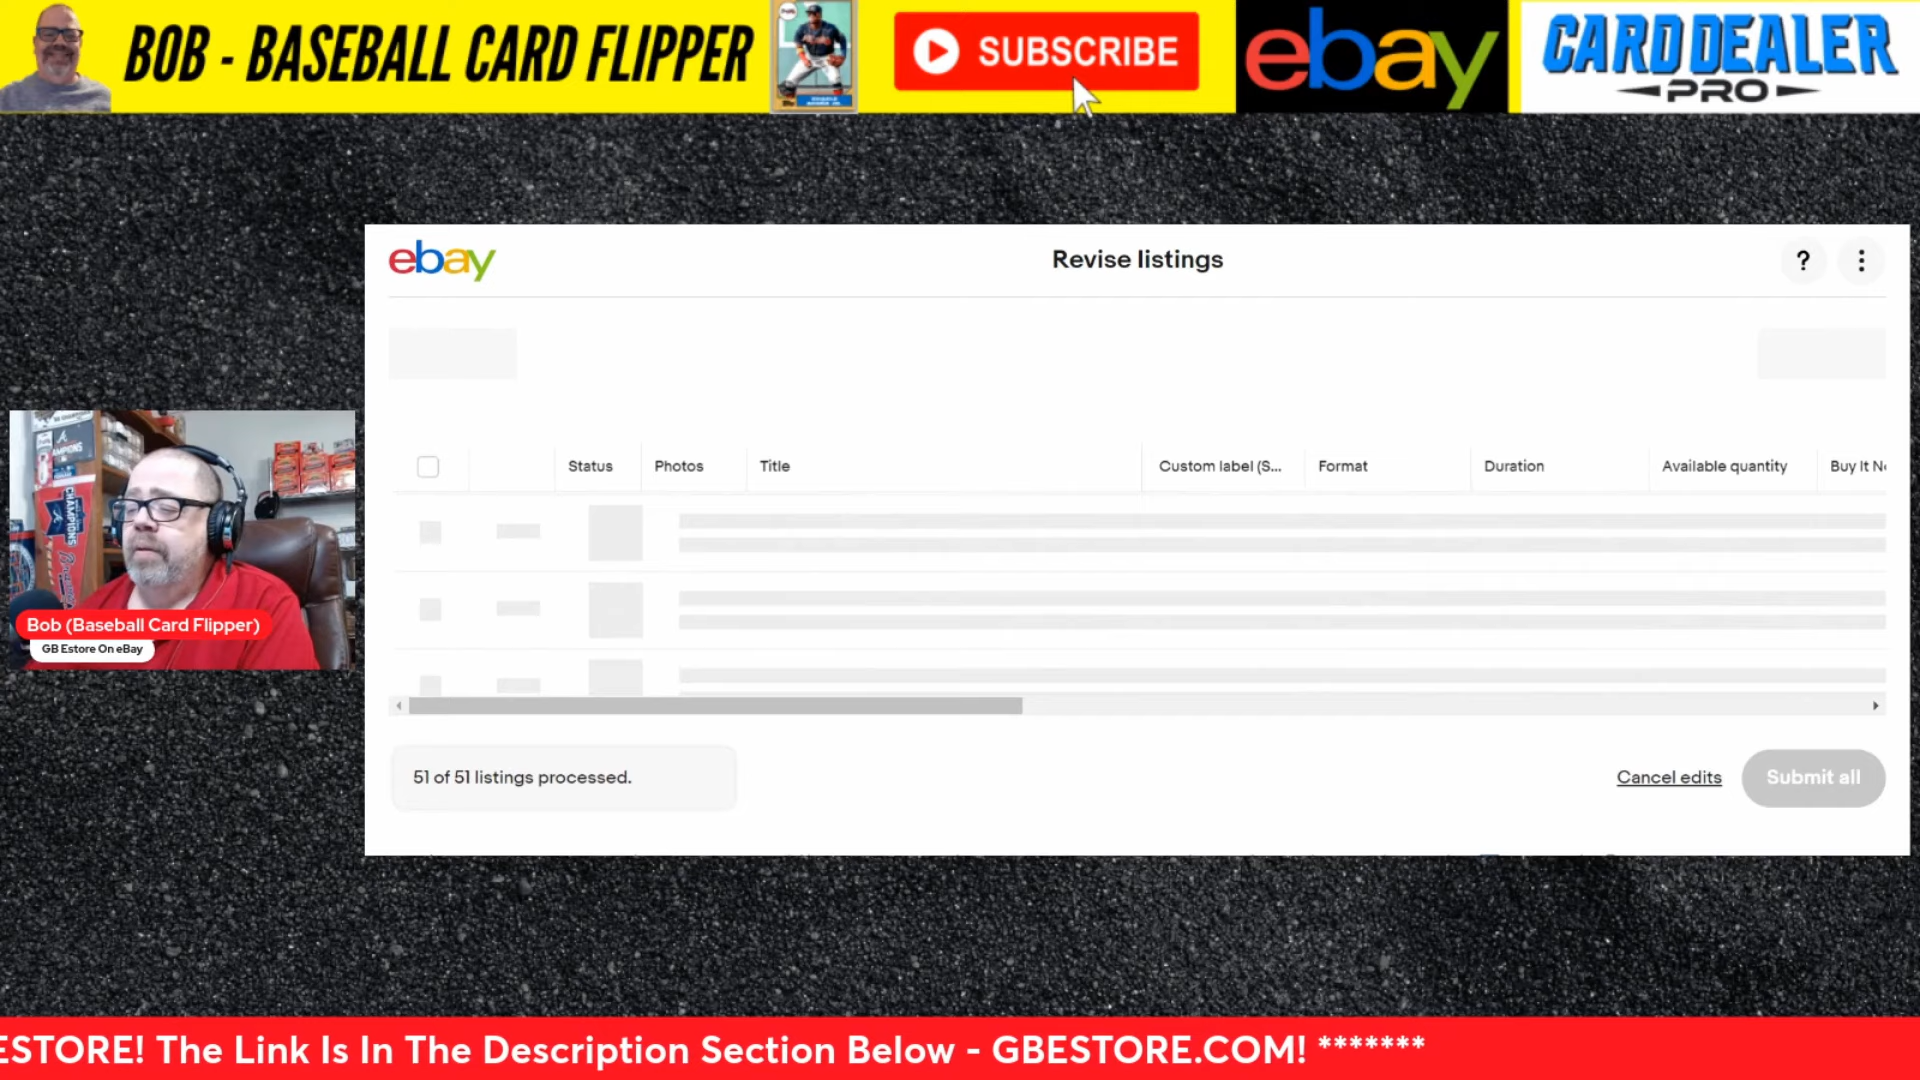 BOB - BASEBALL CARD FLIPPER
SUBSCRIBE
ebay
CARD DEALER
PRO
ebay
Revise listings
?
Status
Photos
Title
Custom label (S...
Format
Duration
Available quantity
Buy It N
CHAMPIONS
Bob (Baseball Card Flipper)
GB Estore On eBay
51 of 51 listings processed.
Cancel edits
Submit all
ESTORE! The Link Is In The Description Section Below - GBESTORE.COM! *******